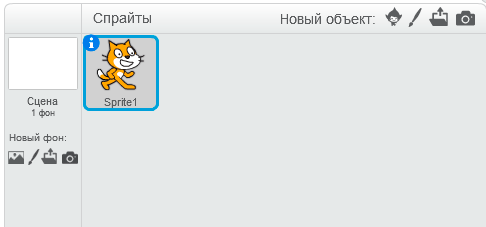 Спрайты
Новый объект:
Sprite1
Сцена
1 фон
Новый фон: